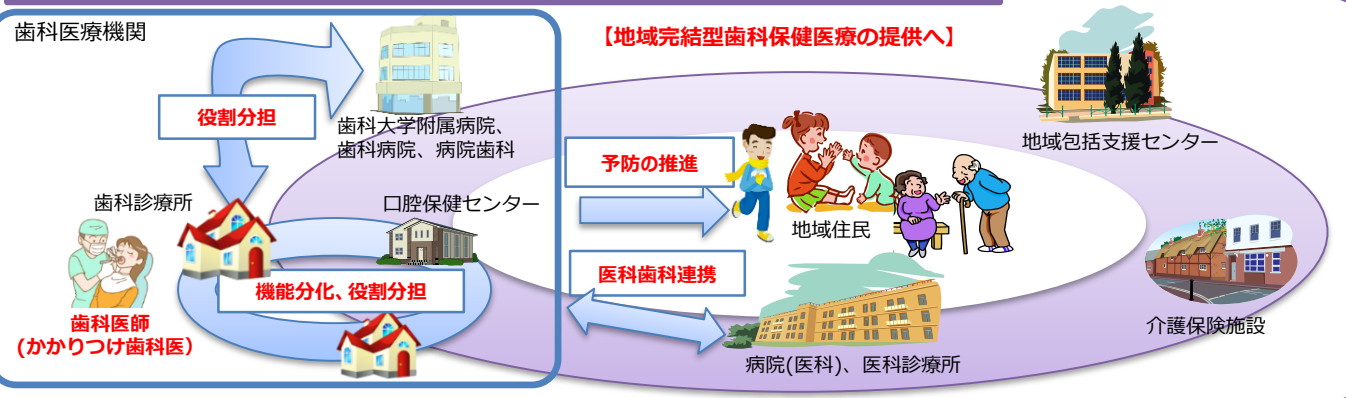 歯科医療機関
【地域完結型歯科保健医療の提供へ】
役割分担
歯科大学附属病院、
歯科病院、病院歯科
地域包括支援センター
予防の推進
歯科診療所
口腔保健センター
地域住民
医科歯科連携
機能分化、役割分担
歯科医師
(かかりつけ歯科医）
介護保険施設
病院(医科)、医科診療所